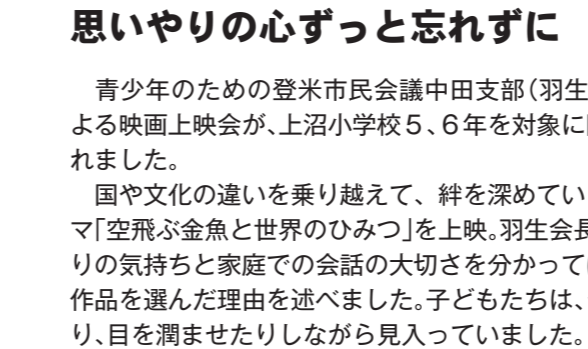 思いやりの心ずっと忘れずに
青少年のための登米市民会議中田支部(羽生
よる映画上映会が、上沼小学校５、６年を対象に
れました。
国や文化の違いを乗り越えて、絆を深めてい
マ「空飛ぶ金魚と世界のひみつ」を上映。羽生会長
りの気持ちと家庭での会話の大切さを分かって
作品を選んだ理由を述べました。子どもたちは、
り、目を潤ませたりしながら見入っていました。